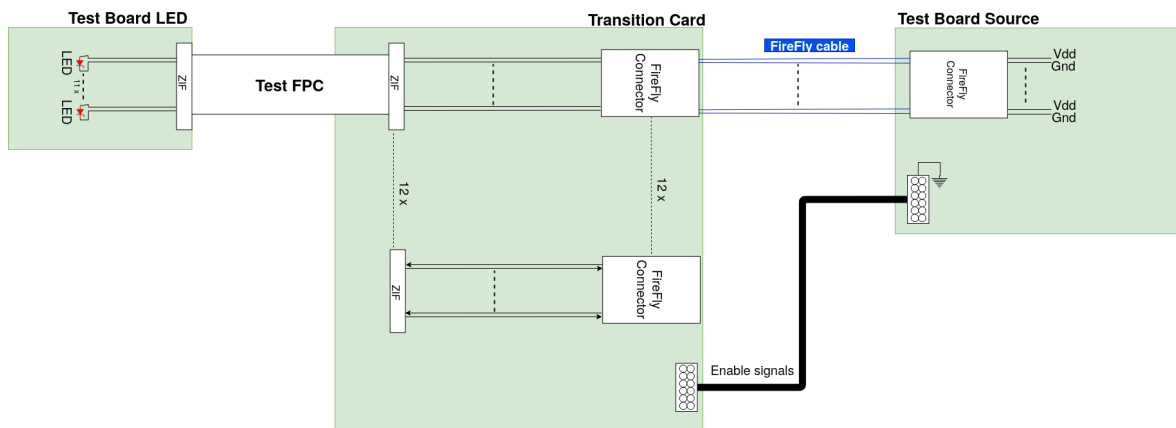 Test Board LED
Transition Card
Test Board Source
FireFly cable
LED
11 x
LED
ZIF
Test FPC
ZIF
FireFly
Connector
FireFly
Connector
Vdd
Gnd
Vdd
Gnd
12 x
12 x
ZIF
FireFly
Connector
Enable signals